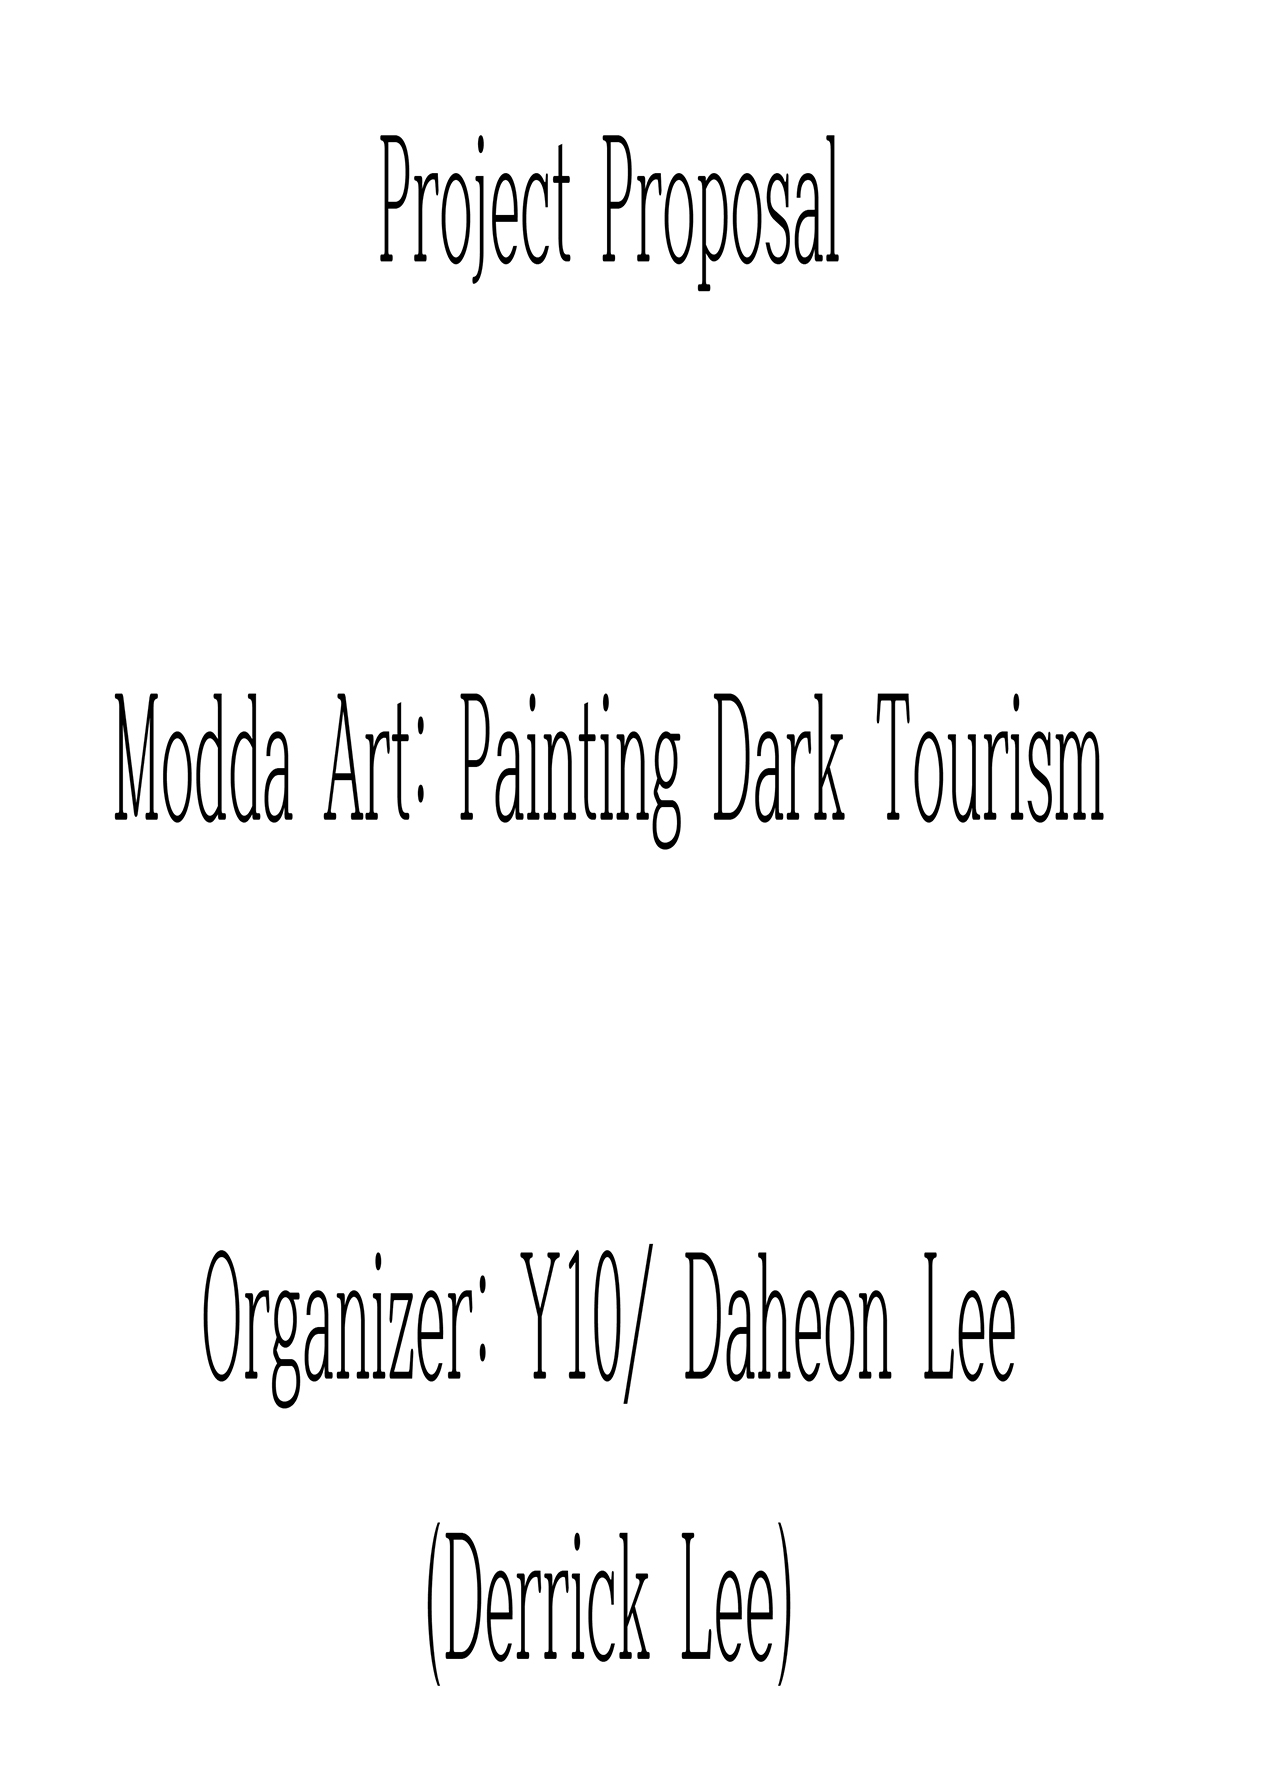 Project Proposal
Modda Art: Painting Dark Tourism
Organizer: Y10/ Daheon Lee
(Derrick Lee)